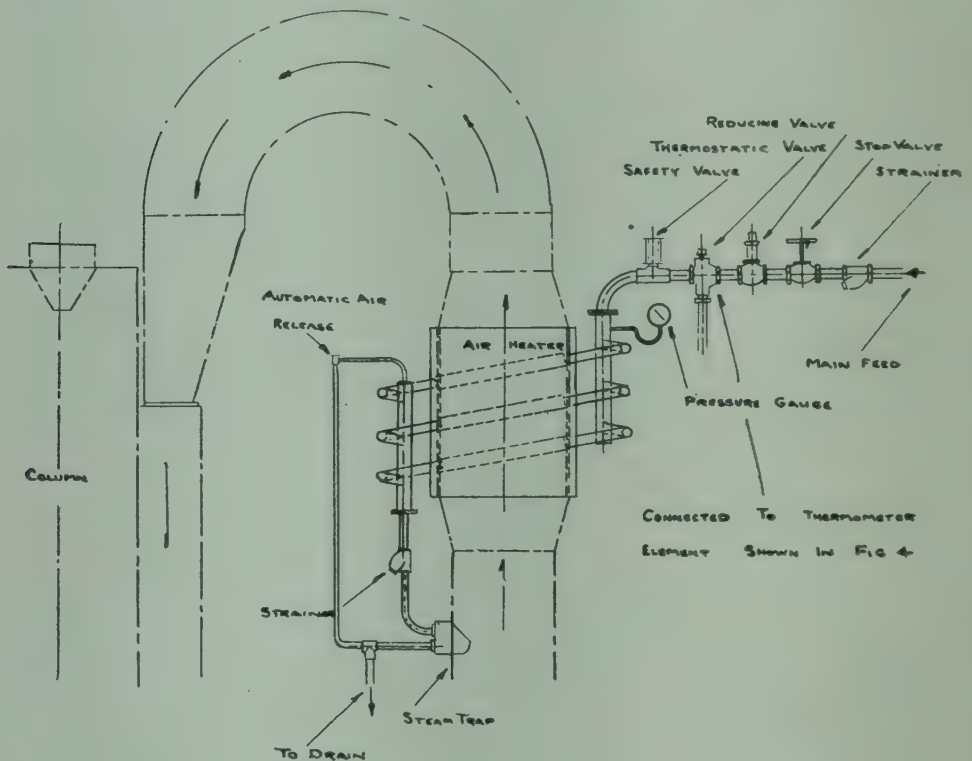 REDUCING VALVE
THERMOSTATIC VALVE
STOP VALVE
SAFETY VALVE
STRAINER
AUTOMATIC AIR
RELEASE
AIR HEATER
MAIN FEED
PRESSURE GAUGE
COLUMN
CONNECTED TO THERMOMETER
ELEMENT SHOWN IN FIG 4
STRAINER
STEAM TRAP
TO DRAIN